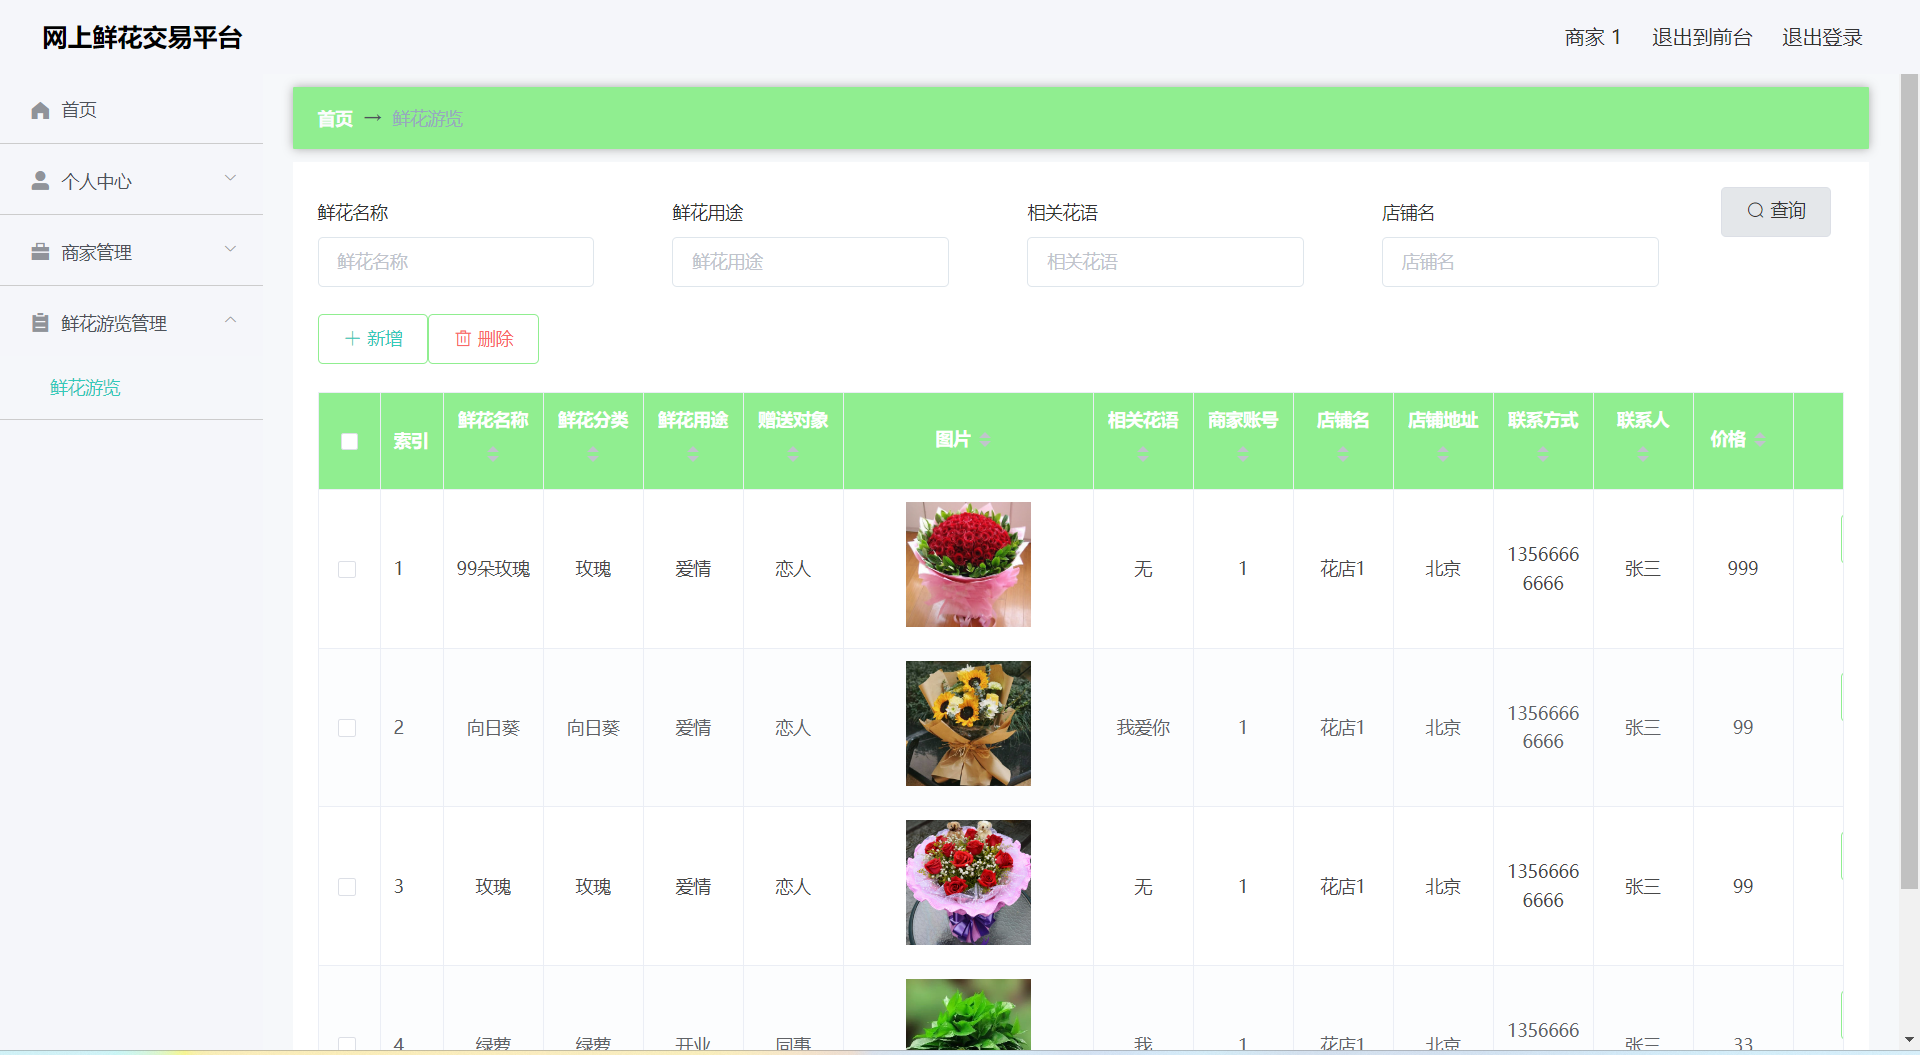 网上鲜花交易平台
商家 1 退出到前台 退出登录
首页
个人中心
商家管理
鲜花游览管理
鲜花游览
首页 → 鲜花游览
鲜花名称 鲜花用途 相关花语 店铺名
查询
鲜花名称 鲜花用途 相关花语 店铺名
新增 删除
索引 鲜花名称 鲜花分类 鲜花用途 赠送对象 图片 相关花语 商家账号 店铺名 店铺地址 联系方式 联系人 价格
1 99朵玫瑰 玫瑰 爱情 恋人 无 1 花店1 北京 1356666
6666 张三 999
2 向日葵 向日葵 爱情 恋人 我爱你 1 花店1 北京 1356666
6666 张三 99
3 玫瑰 玫瑰 爱情 恋人 无 1 花店1 北京 1356666
6666 张三 99
4 绿萝 绿萝 开业 同事 我 1 花店1 北京 1356666
张三 33